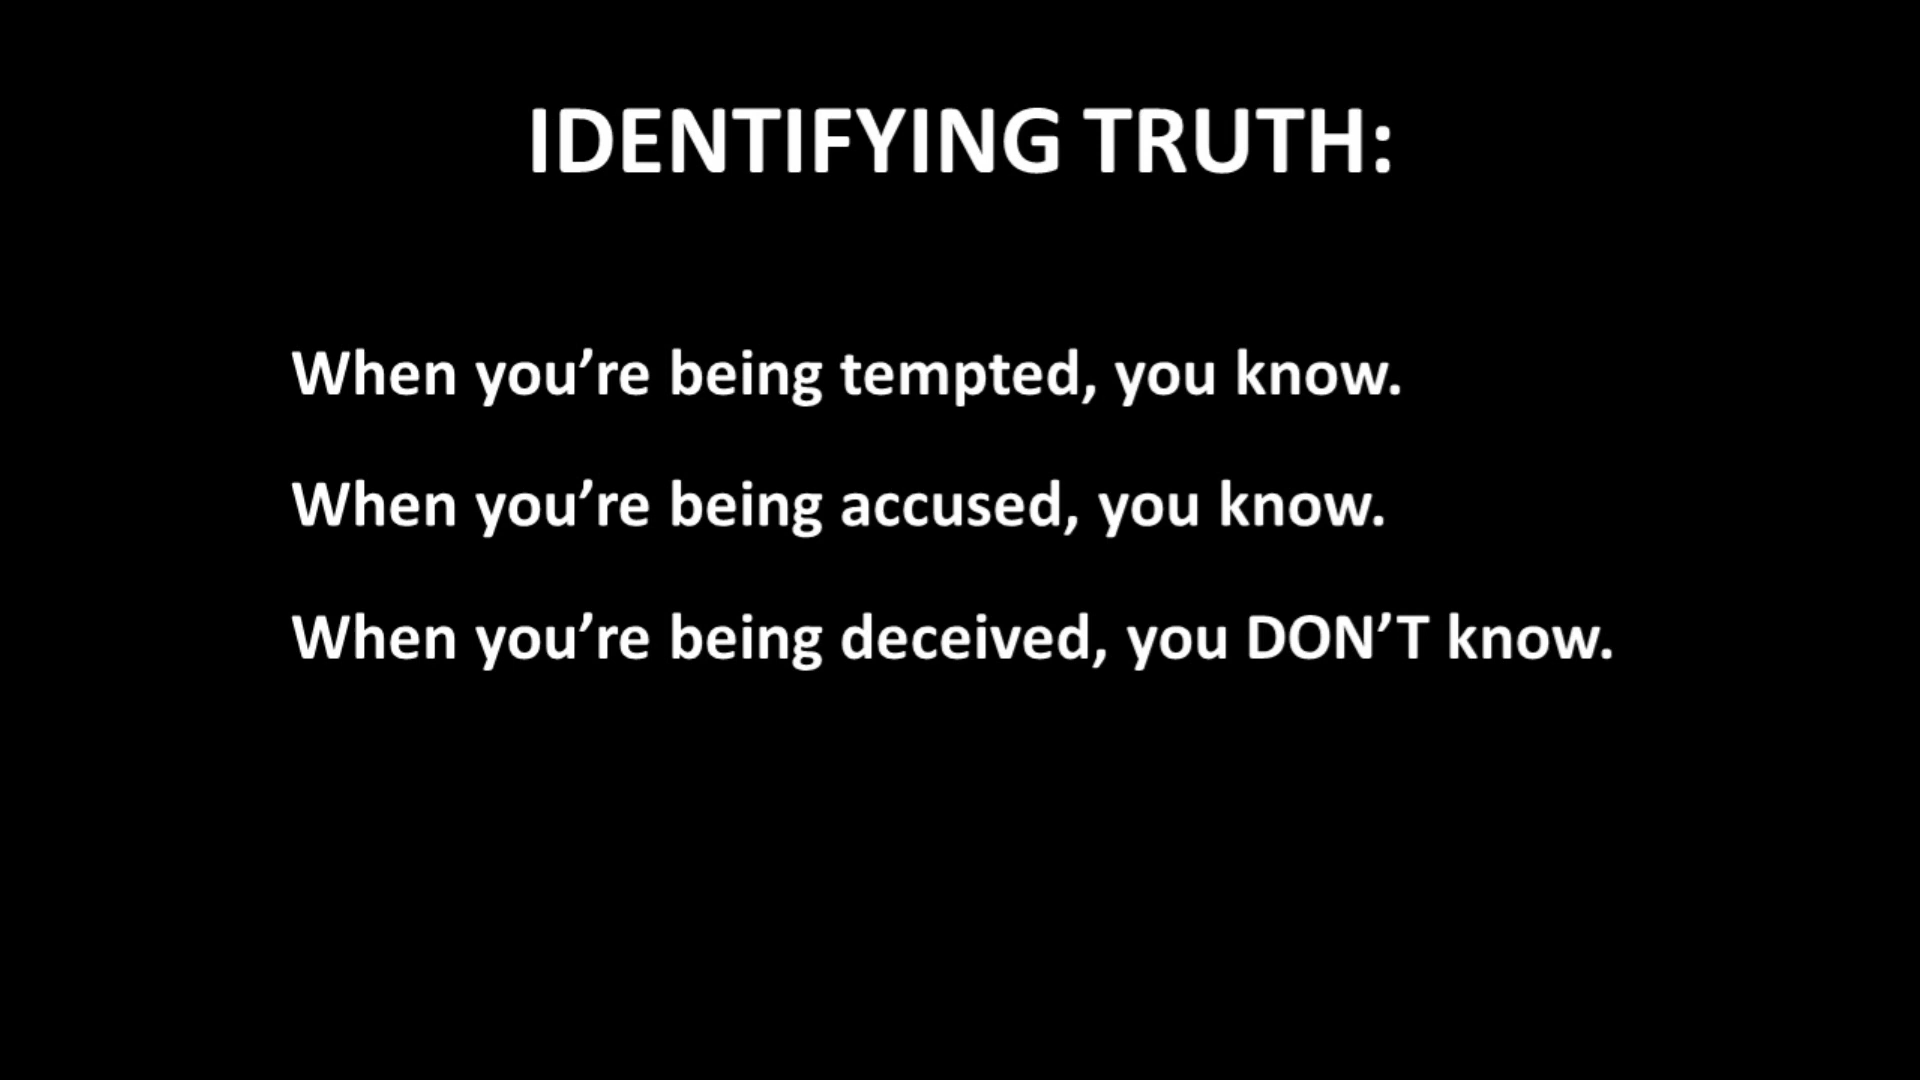 IDENTIFYING TRUTH:
When you’re being tempted, you know.
When you’re being accused, you know.
When you’re being deceived, you DON’T know.